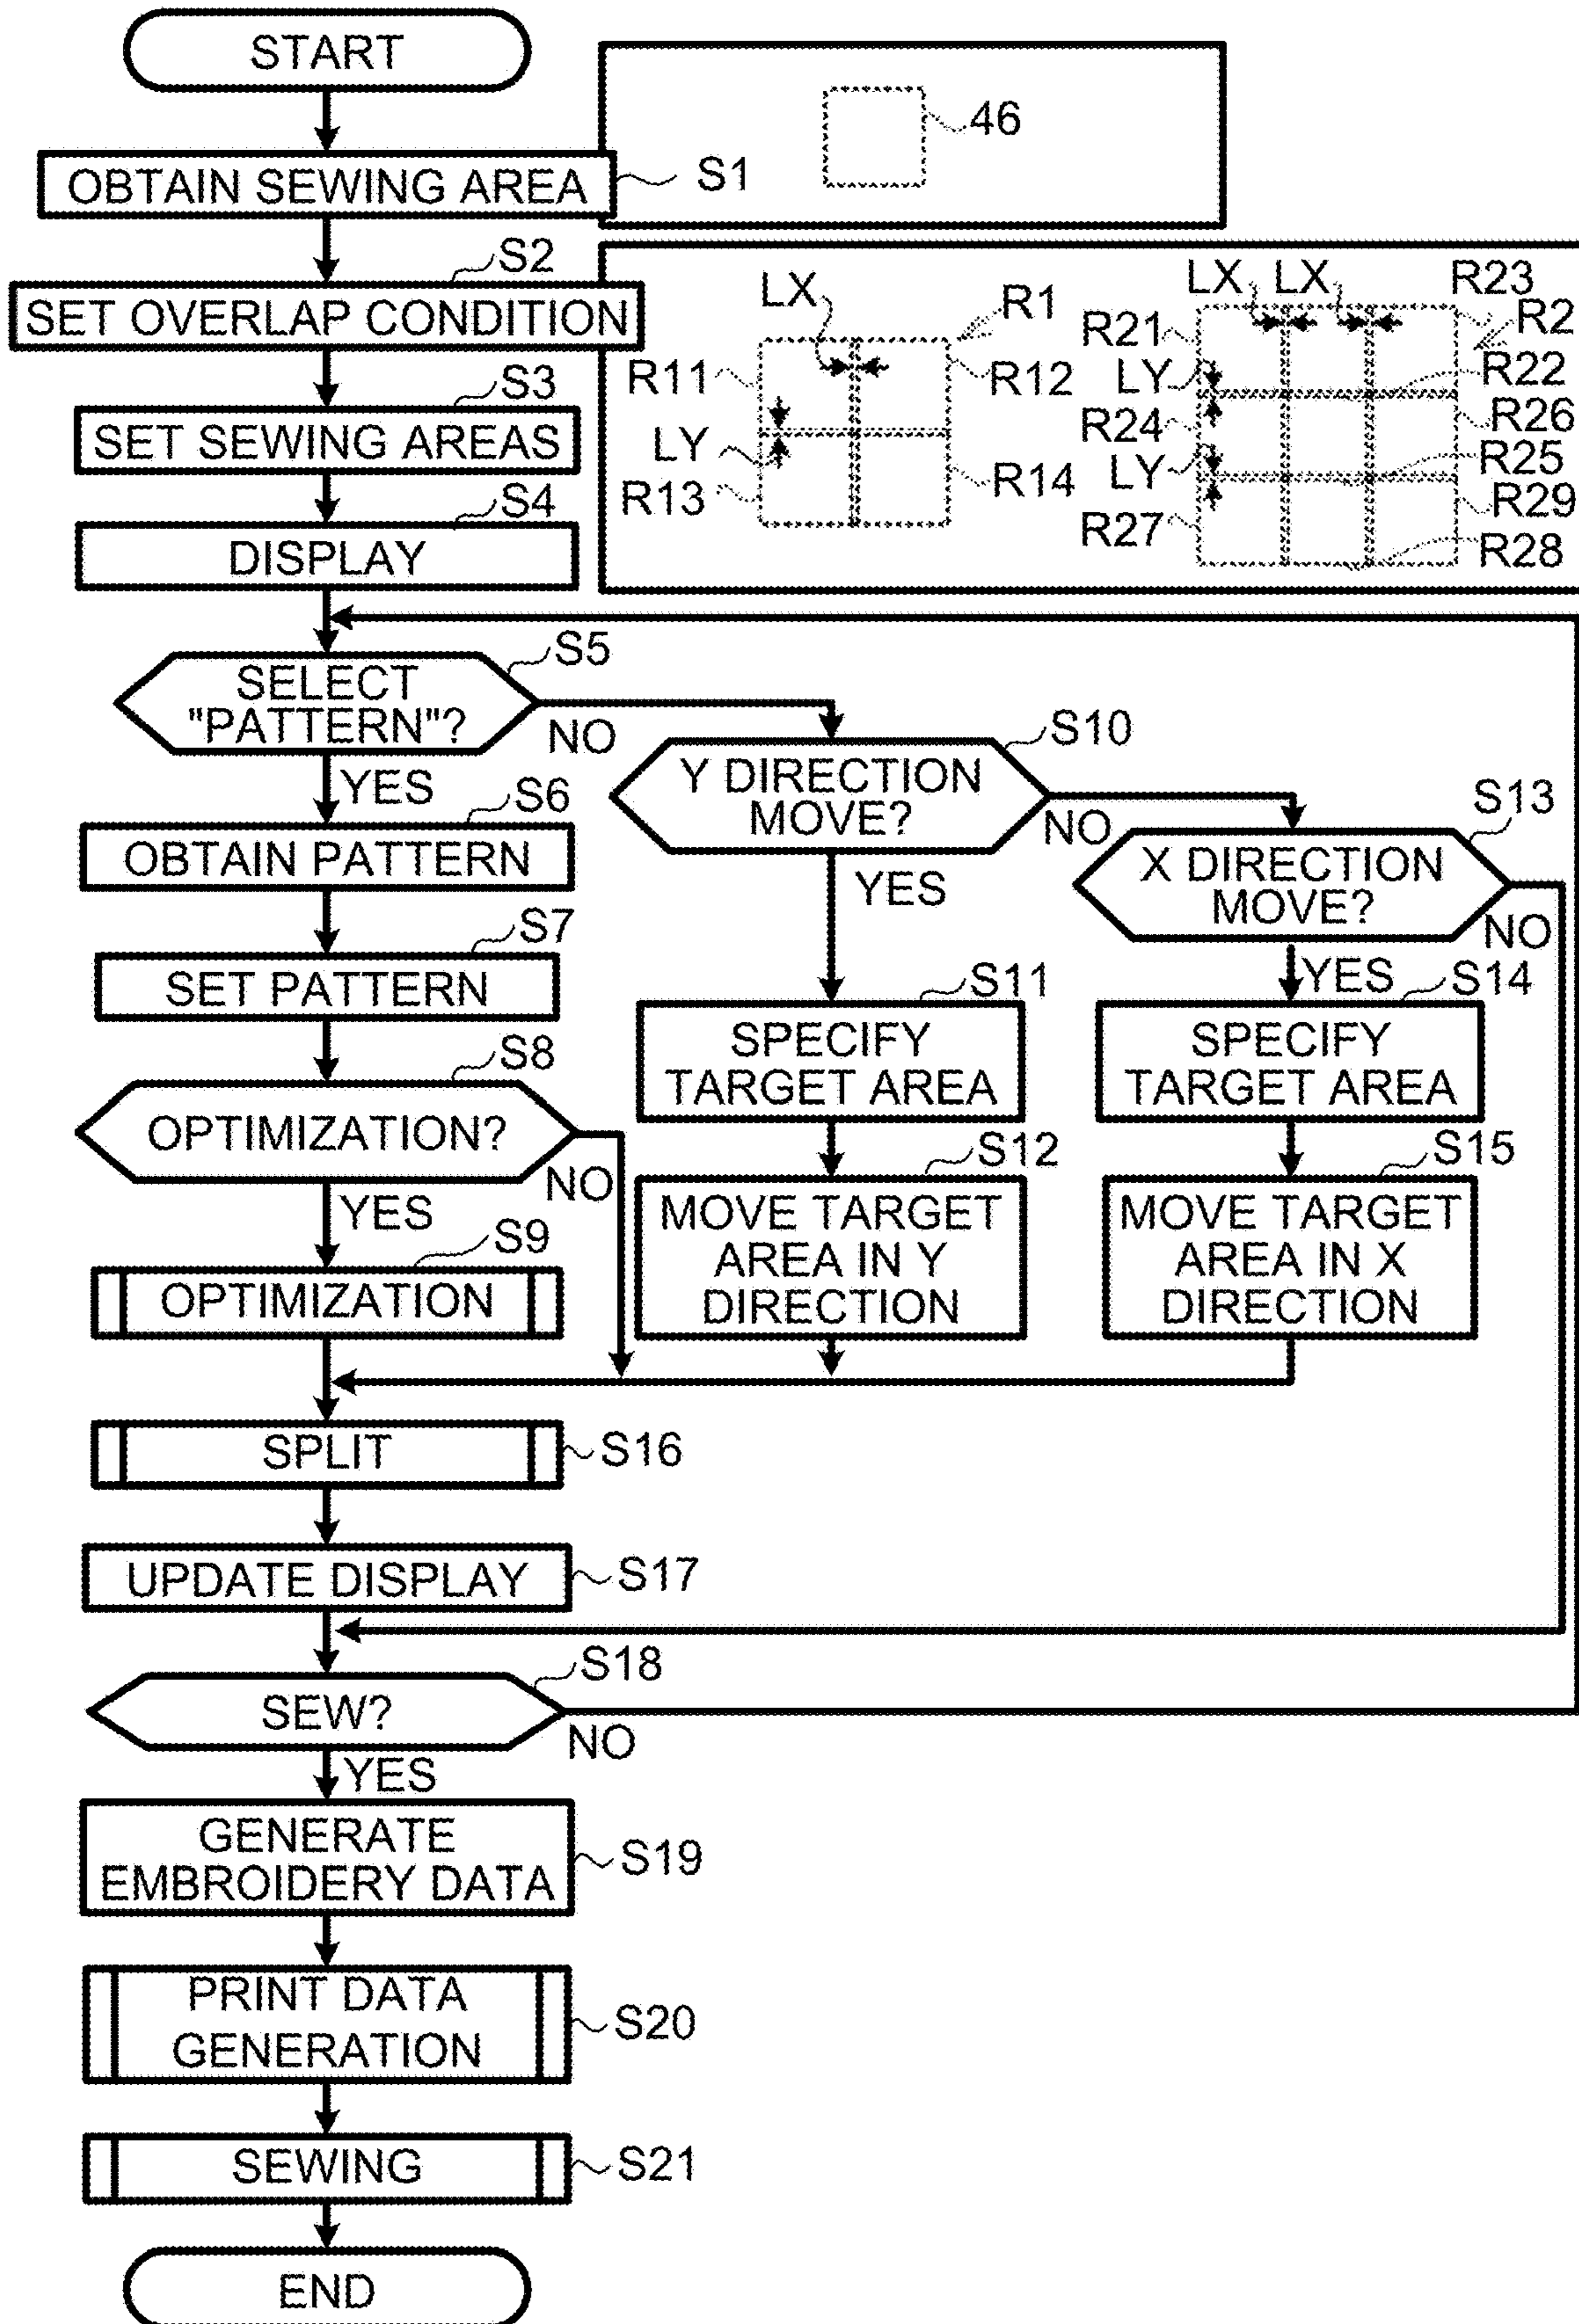 START
46
OBTAIN SEWING AREA
S1
S2
SET OVERLAP CONDITION
S3
SET SEWING AREAS
S4
DISPLAY
LX
R1
R11
R12
LY
R13
R14
LX
LX
R23
R21
R2
LY
R22
R24
R26
LY
R25
R29
R27
R28
S5
SELECT
"PATTERN"?
NO
YES
S10
Y DIRECTION
MOVE?
NO
YES
S13
X DIRECTION
MOVE?
NO
YES
S6
OBTAIN PATTERN
S7
SET PATTERN
S8
OPTIMIZATION?
NO
YES
S9
OPTIMIZATION
S11
SPECIFY
TARGET AREA
S12
MOVE TARGET
AREA IN Y
DIRECTION
S14
SPECIFY
TARGET AREA
S15
MOVE TARGET
AREA IN X
DIRECTION
SPLIT
S16
UPDATE DISPLAY
S17
S18
SEW?
NO
YES
GENERATE
EMBROIDERY DATA
S19
PRINT DATA
GENERATION
S20
SEWING
S21
END